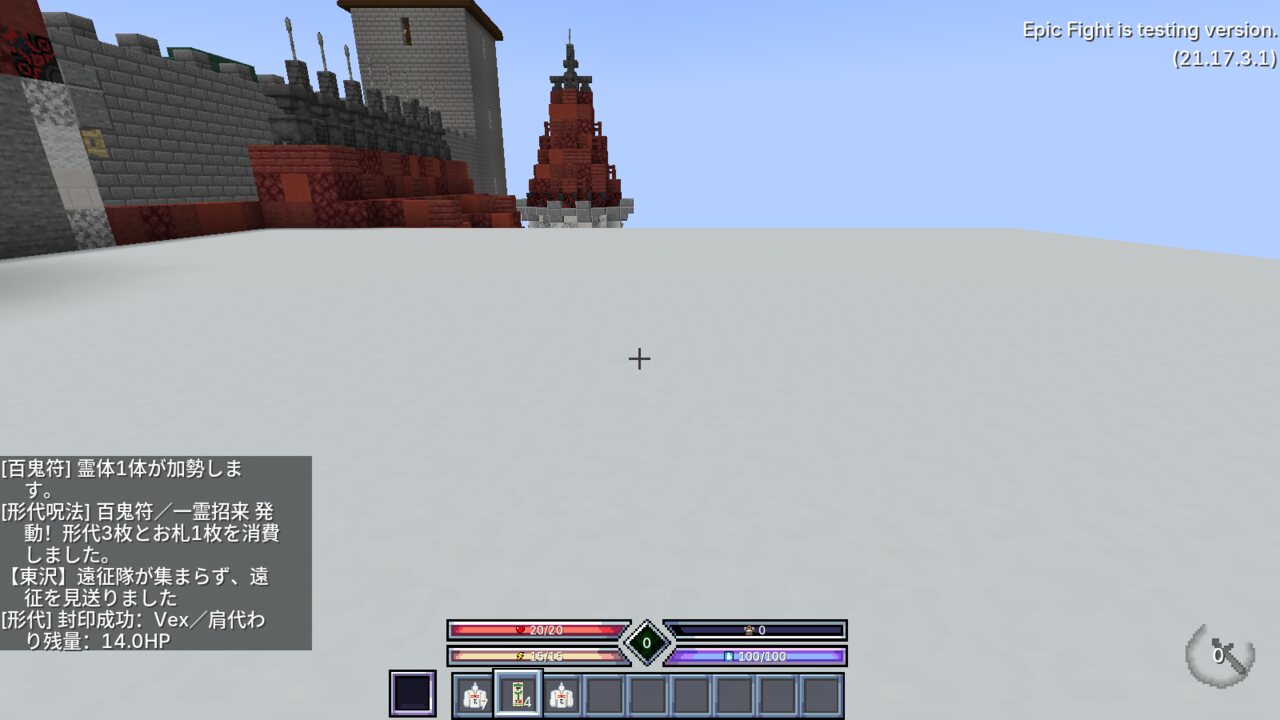 Epic Fight is testing version.
(21.17.3.1)
[百鬼符] 霊体1体が加勢しま
す。
[形代呪法] 百鬼符／一霊招来 発
動！形代3枚とお札1枚を消費
しました。
【東沢】遠征隊が集まらず、遠
征を見送りました
[形代] 封印成功：Vex／肩代わ
り残量：14.0HP
20/20
0
0
15/15
100/100
7
4
0